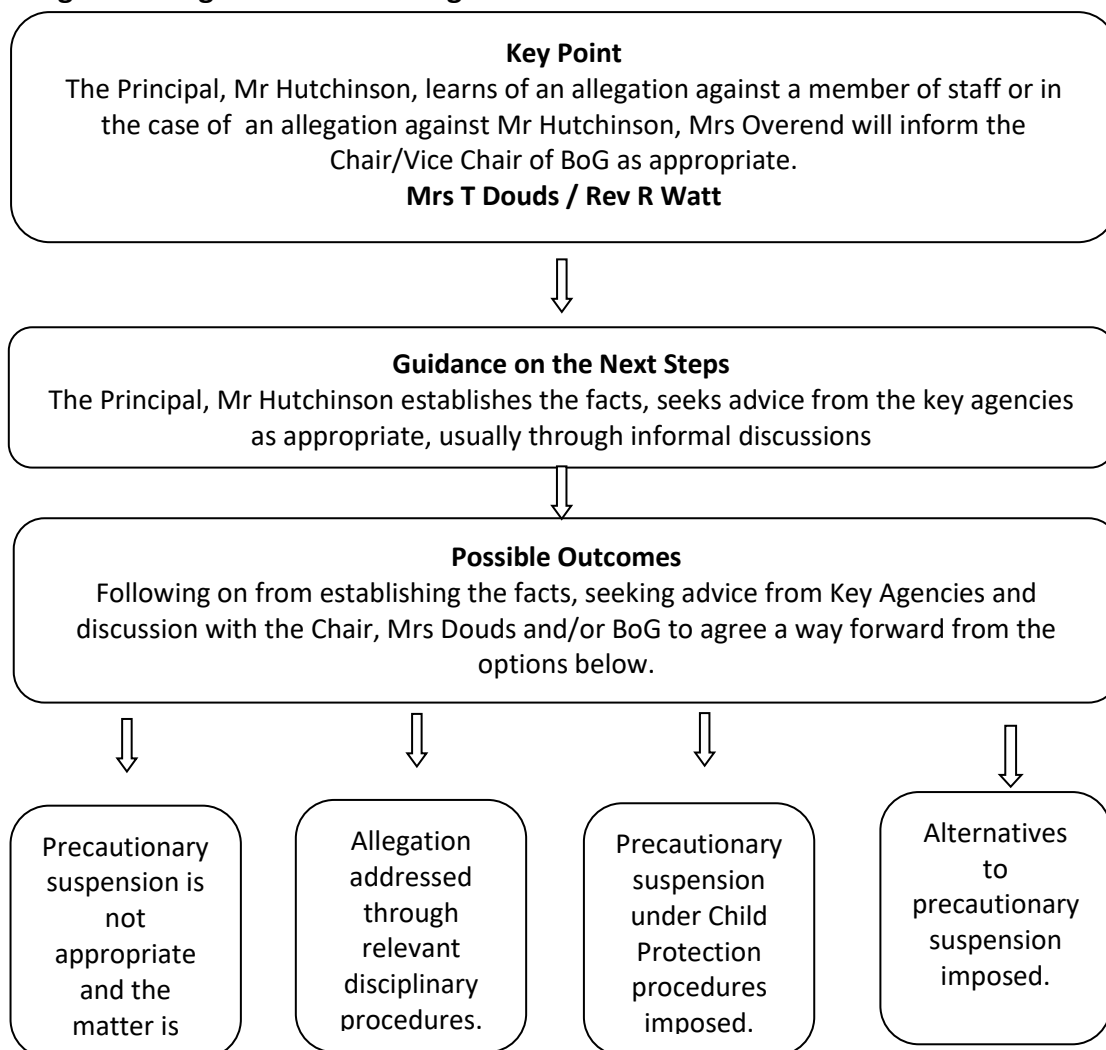 Key Point
The Principal, Mr Hutchinson, learns of an allegation against a member of staff or in
the case of an allegation against Mr Hutchinson, Mrs Overend will inform the
Chair/Vice Chair of BoG as appropriate.
Mrs T Douds / Rev R Watt
Guidance on the Next Steps
The Principal, Mr Hutchinson establishes the facts, seeks advice from the key agencies
as appropriate, usually through informal discussions
Possible Outcomes
Following on from establishing the facts, seeking advice from Key Agencies and
discussion with the Chair, Mrs Douds and/or BoG to agree a way forward from the
options below.
Precautionary
suspension is
not
appropriate
and the
matter is
Allegation
addressed
through
relevant
disciplinary
procedures.
Precautionary
suspension
under Child
Protection
procedures
imposed.
Alternatives
to
precautionary
suspension
imposed.